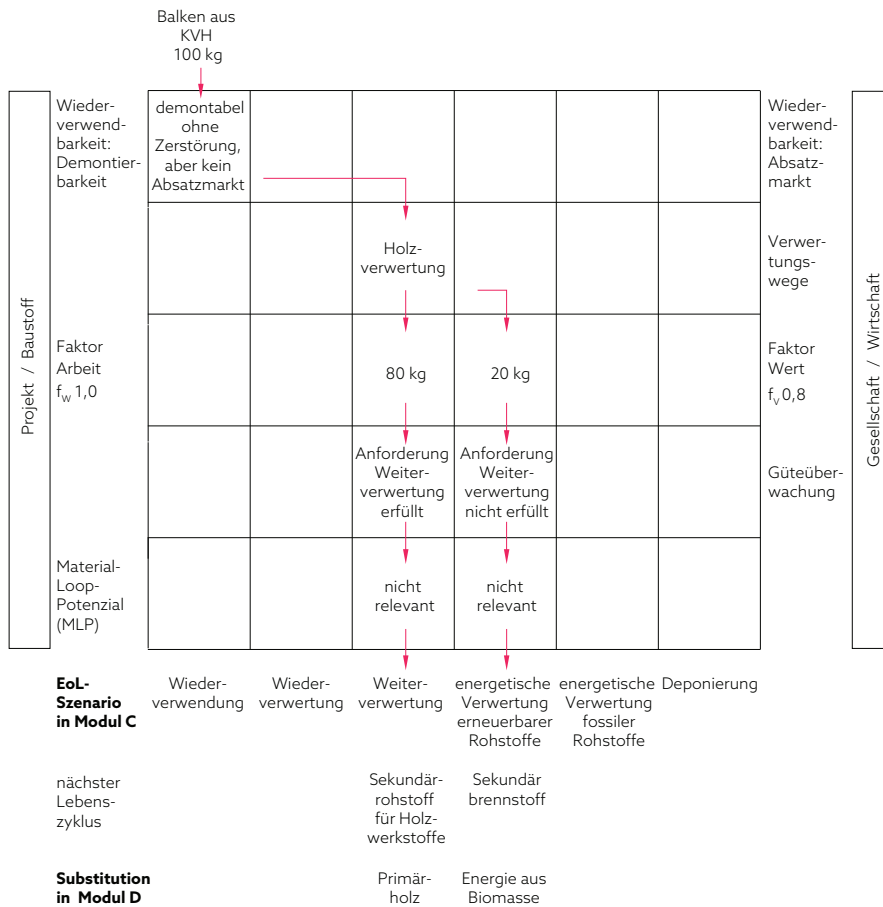 Balken aus
KVH
100 kg
Projekt / Baustoff
Wieder-
verwend-
barkeit:
Demontier-
barkeit
demontabel
ohne
Zerstörung,
aber kein
Absatzmarkt
Wieder-
verwend-
barkeit:
Absatz-
markt
Gesellschaft / Wirtschaft
Holz-
verwertung
Verwer-
tungs-
wege
Faktor
Arbeit
fW 1,0
80 kg
20 kg
Faktor
Wert
fV 0,8
Anforderung
Weiter-
verwertung
erfüllt
Anforderung
Weiter-
verwertung
nicht erfüllt
Güteüber-
wachung
Material-
Loop-
Potenzial
(MLP)
nicht
relevant
nicht
relevant
EoL-
Szenario
in Modul C
Wieder-
verwendung
Wieder-
verwertung
Weiter-
verwertung
energetische
Verwertung
erneuerbarer
Rohstoffe
energetische
Verwertung
fossiler
Rohstoffe
Deponierung
nächster
Lebens-
zyklus
Sekundär-
rohstoff
für Holz-
werkstoffe
Sekundär
brennstoff
Substitution
in Modul D
Primär-
holz
Energie aus
Biomasse